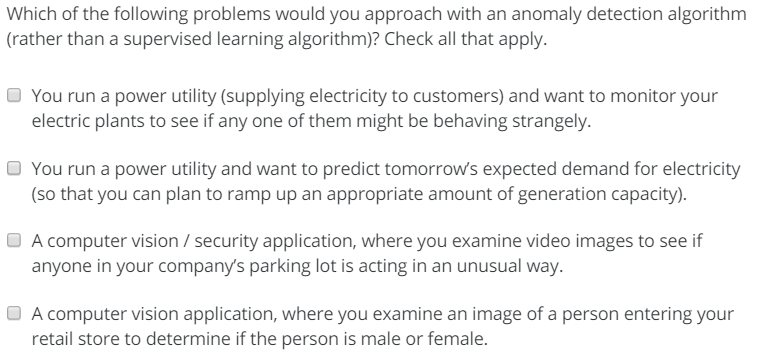 Which of the following problems would you approach with an anomaly detection algorithm
(rather than a supervised learning algorithm)? Check all that apply.
You run a power utility (supplying electricity to customers) and want to monitor your
electric plants to see if any one of them might be behaving strangely.
You run a power utility and want to predict tomorrow’s expected demand for electricity
(so that you can plan to ramp up an appropriate amount of generation capacity).
A computer vision / security application, where you examine video images to see if
anyone in your company’s parking lot is acting in an unusual way.
A computer vision application, where you examine an image of a person entering your
retail store to determine if the person is male or female.